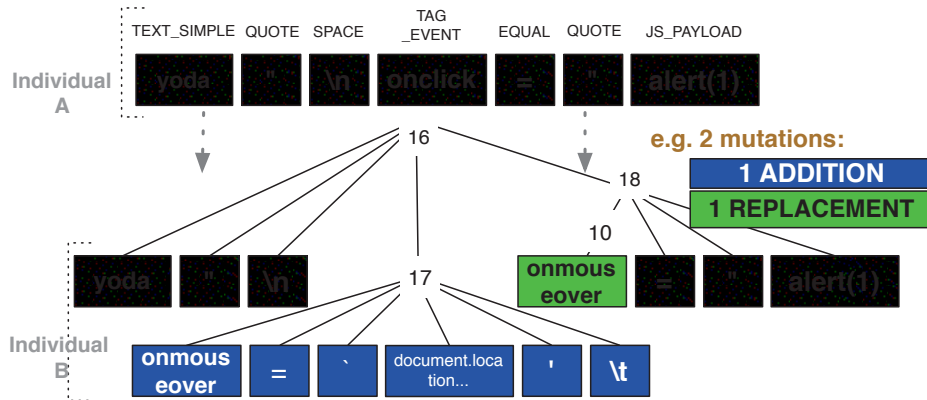 TEXT_SIMPLE QUOTE SPACE TAG _EVENT EQUAL QUOTE JS_PAYLOAD
Individual A
yoda " \n onclick = " alert(1)
16
e.g. 2 mutations:
1 ADDITION
18
1 REPLACEMENT
10
yoda " \n
onmous
eover
= " alert(1)
17
Individual
B
onmous
eover
= `
document.loca
tion...
' \t